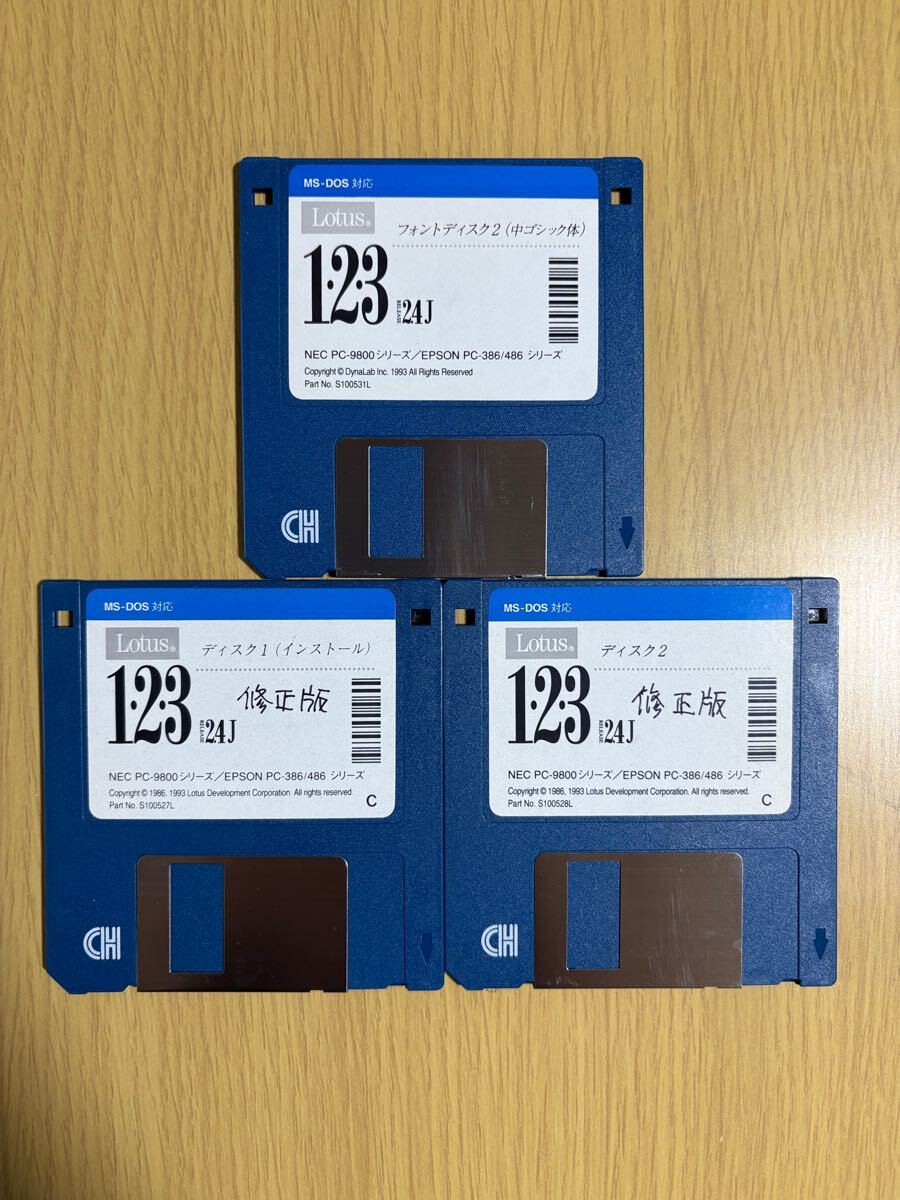 MS-DOS 対応
Lotus®
フォントディスク2(中ゴシック体)
1・2・3
RELEASE 2.4J
NEC PC-9800シリーズ/EPSON PC-386/486 シリーズ
Copyright © DynaLab Inc. 1993 All Rights Reserved
Part No. S100531L
CH
MS-DOS 対応
Lotus®
ディスク1(インストール)
1・2・3
修正版
RELEASE 2.4J
NEC PC-9800シリーズ/EPSON PC-386/486 シリーズ
Copyright © 1986, 1993 Lotus Development Corporation. All rights reserved.
Part No. S100527L
C
CH
MS-DOS 対応
Lotus®
ディスク2
1・2・3
修正版
RELEASE 2.4J
NEC PC-9800シリーズ/EPSON PC-386/486 シリーズ
Copyright © 1986, 1993 Lotus Development Corporation. All rights reserved.
Part No. S100528L
C
CH